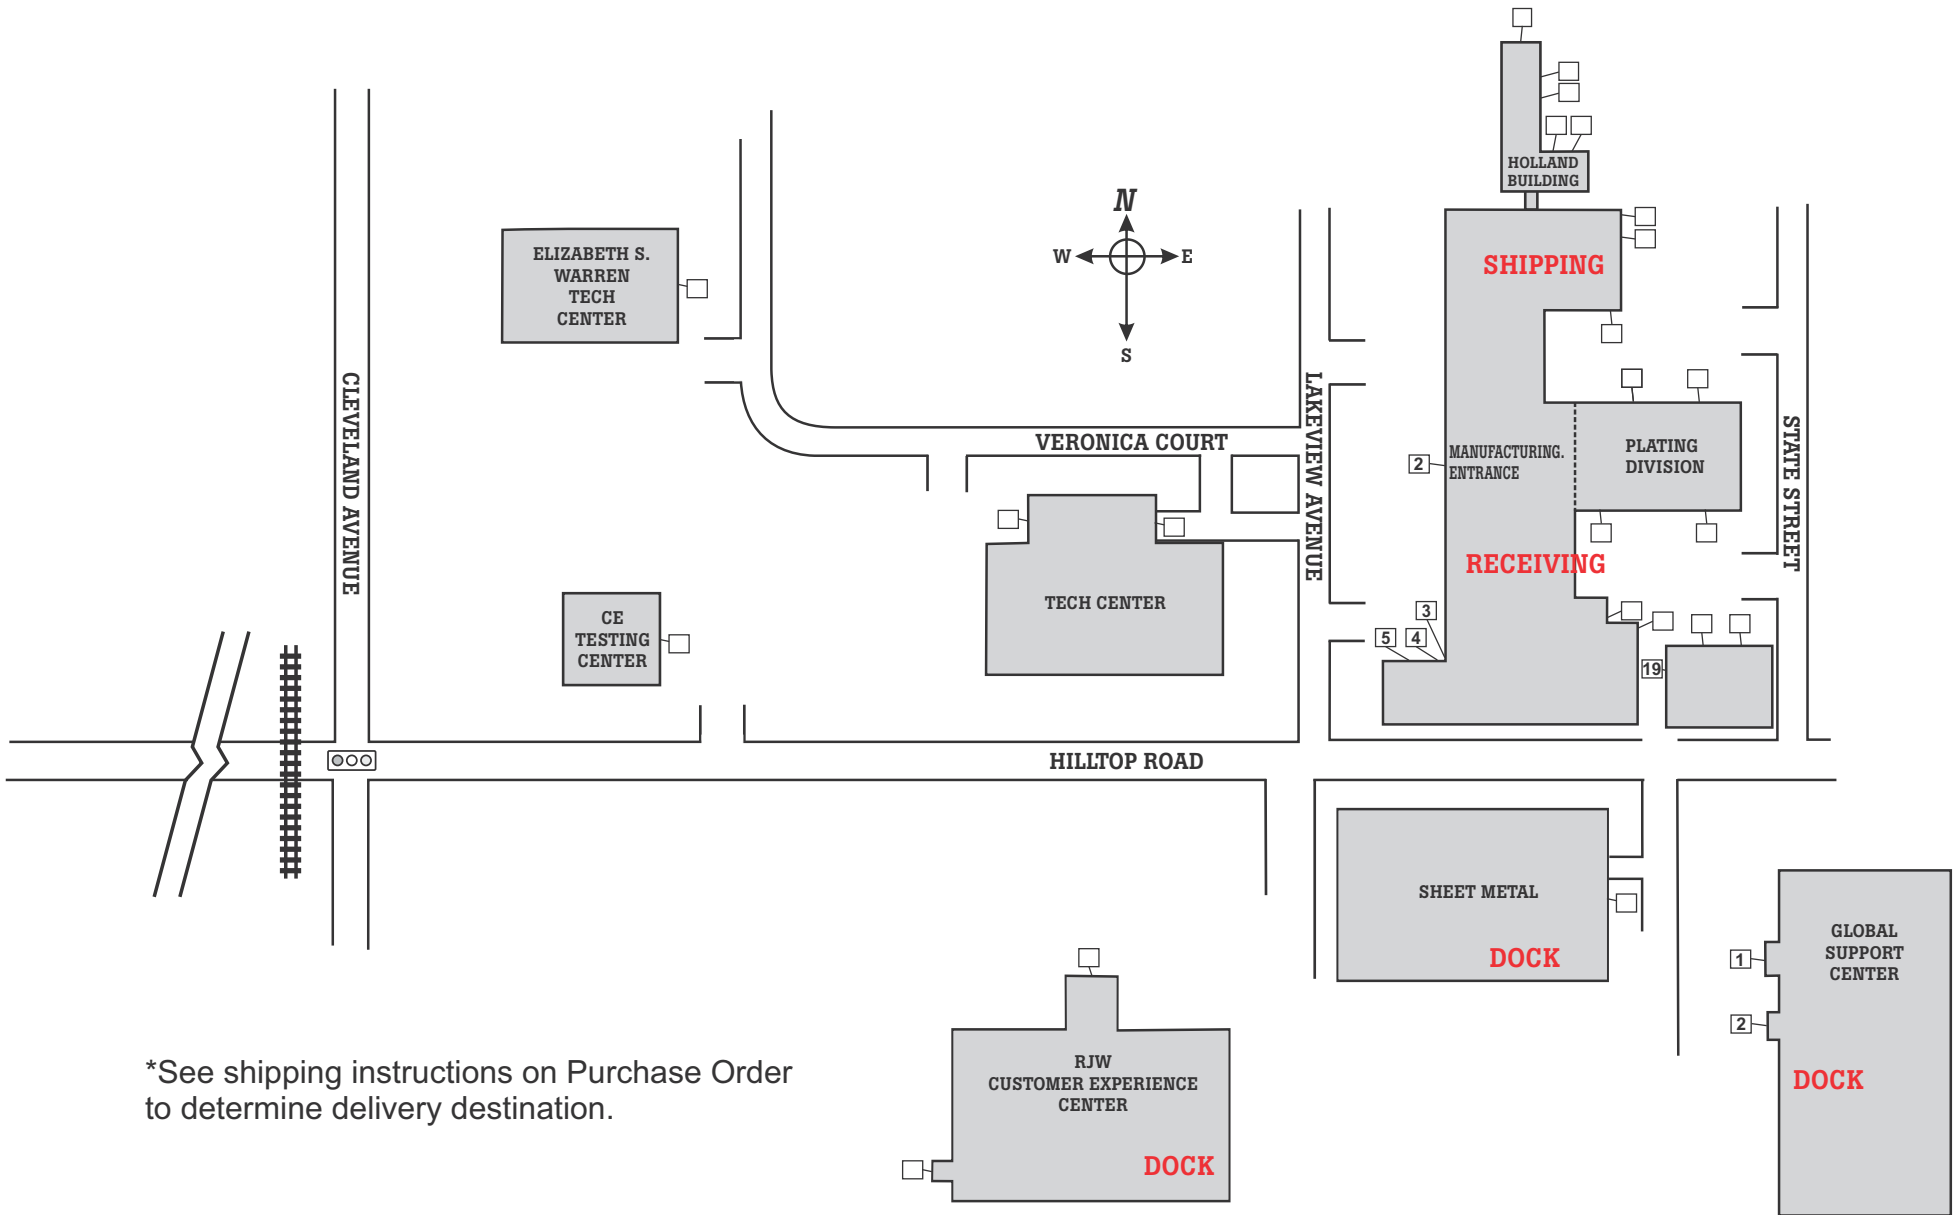 HOLLAND
BUILDING
N
W
E
S
SHIPPING
ELIZABETH S.
WARREN
TECH
CENTER
CLEVELAND AVENUE
VERONICA COURT
LAKEVIEW AVENUE
2
MANUFACTURING.
ENTRANCE
PLATING
DIVISION
STATE STREET
RECEIVING
TECH CENTER
CE
TESTING
CENTER
3
5
4
19
HILLTOP ROAD
SHEET METAL
DOCK
GLOBAL
SUPPORT
CENTER
1
2
DOCK
RJW
CUSTOMER EXPERIENCE
CENTER
DOCK
*See shipping instructions on Purchase Order
to determine delivery destination.